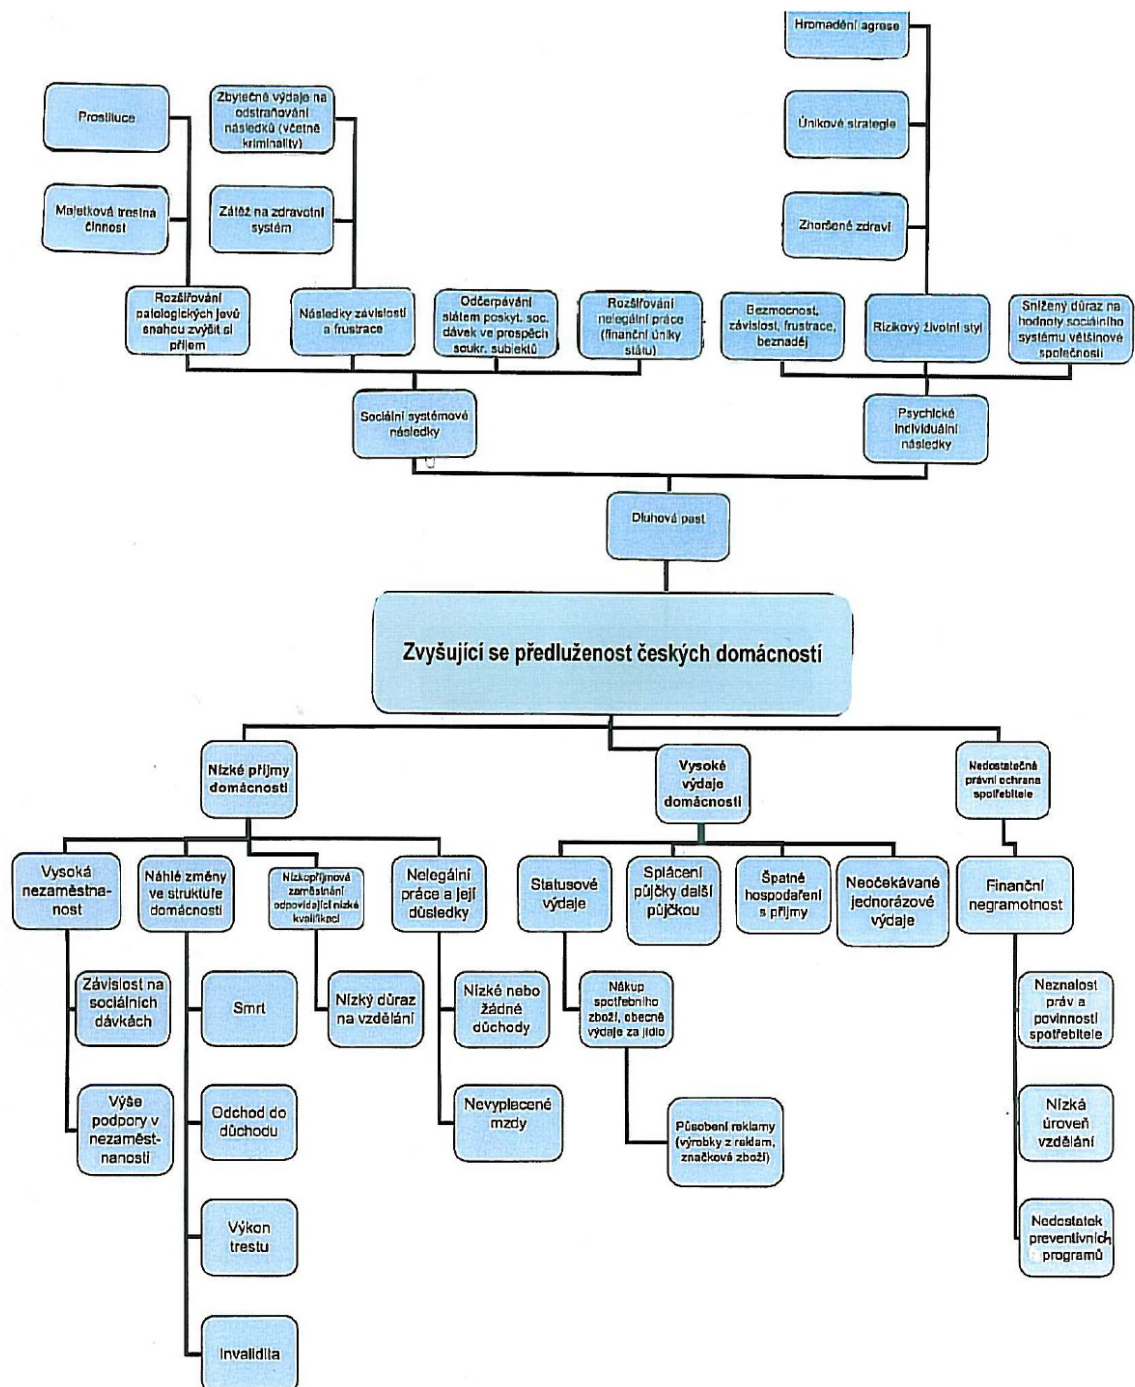 Hromadění agrese
Prostituce
Zbytečné výdaje na
odstraňování
následků (včetně
kriminality)
Únikové strategie
Majetková trestná
činnost
Zátěž na zdravotní
systém
Zhoršené zdraví
Rozšiřování
patologických jevů
snahou zvýčit si
příjem
Následky závislosti
a frustrace
Odčerpávání
státem poskyt. soc.
dávek ve prospěch
soukr. subjektů
Rozšiřování
nelegální práce
(finanční úniky
státu)
Bezmocnost,
závislost, frustrace,
beznaděj
Rizikový životní styl
Snížený důraz na
hodnoty sociálního
systému většinové
společnosti
Sociální systémové
následky
Psychické
individuální
následky
Dluhová past
Zvyšující se předluženost českých domácností
Nízké příjmy
domácnosti
Vysoké
výdaje
domácnosti
Nedostatečná
právní ochrana
spotřebitele
Vysoká
nezaměstna-
nost
Náhlé změny
ve struktuře
domácnosti
Nízkopříjmová
zaměstnání
odpovídající nízké
kvalifikaci
Nelegální
práce a její
důsledky
Statusové
výdaje
Splácení
půjčky další
půjčkou
Špatné
hospodaření
s příjmy
Neočekávané
jednorázové
výdaje
Finanční
negramotnost
Závislost na
sociálních
dávkách
Smrt
Nízký důraz
na vzdělání
Nízké nebo
žádné
důchody
Nákup
spotřebního
zboží, obecně
výdaje za jídlo
Neznalost
práv a
povinností
spotřebitele
Výše
podpory v
nezaměst-
nanosti
Odchod do
důchodu
Nevyplacené
mzdy
Působení reklamy
(výrobky z reklam,
značkové zboží)
Nízká
úroveň
vzdělání
Výkon
trestu
Nedostatek
preventivních
programů
Invalidita